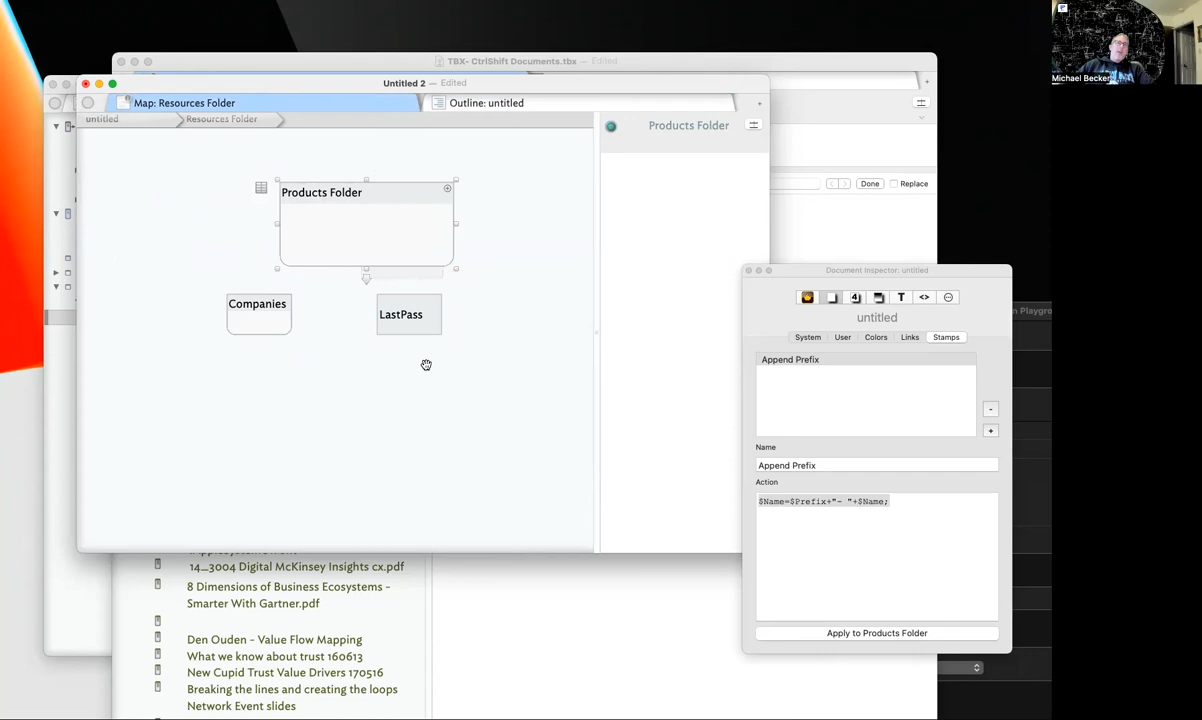 Michael Becker
TBX- CtrlShift Documents.tbx — Edited
Untitled 2 — Edited
Map: Resources Folder
Outline: untitled
untitled
Resources Folder
Products Folder
Done
Replace
Products Folder
Companies
LastPass
Document Inspector: untitled
untitled
System
User
Colors
Links
Stamps
Append Prefix
-
+
Name
Append Prefix
Action
$Name=$Prefix+"- "+$Name;
Apply to Products Folder
14_3004 Digital McKinsey Insights cx.pdf
8 Dimensions of Business Ecosystems -
Smarter With Gartner.pdf
Den Ouden - Value Flow Mapping
What we know about trust 160613
New Cupid Trust Value Drivers 170516
Breaking the lines and creating the loops
Network Event slides